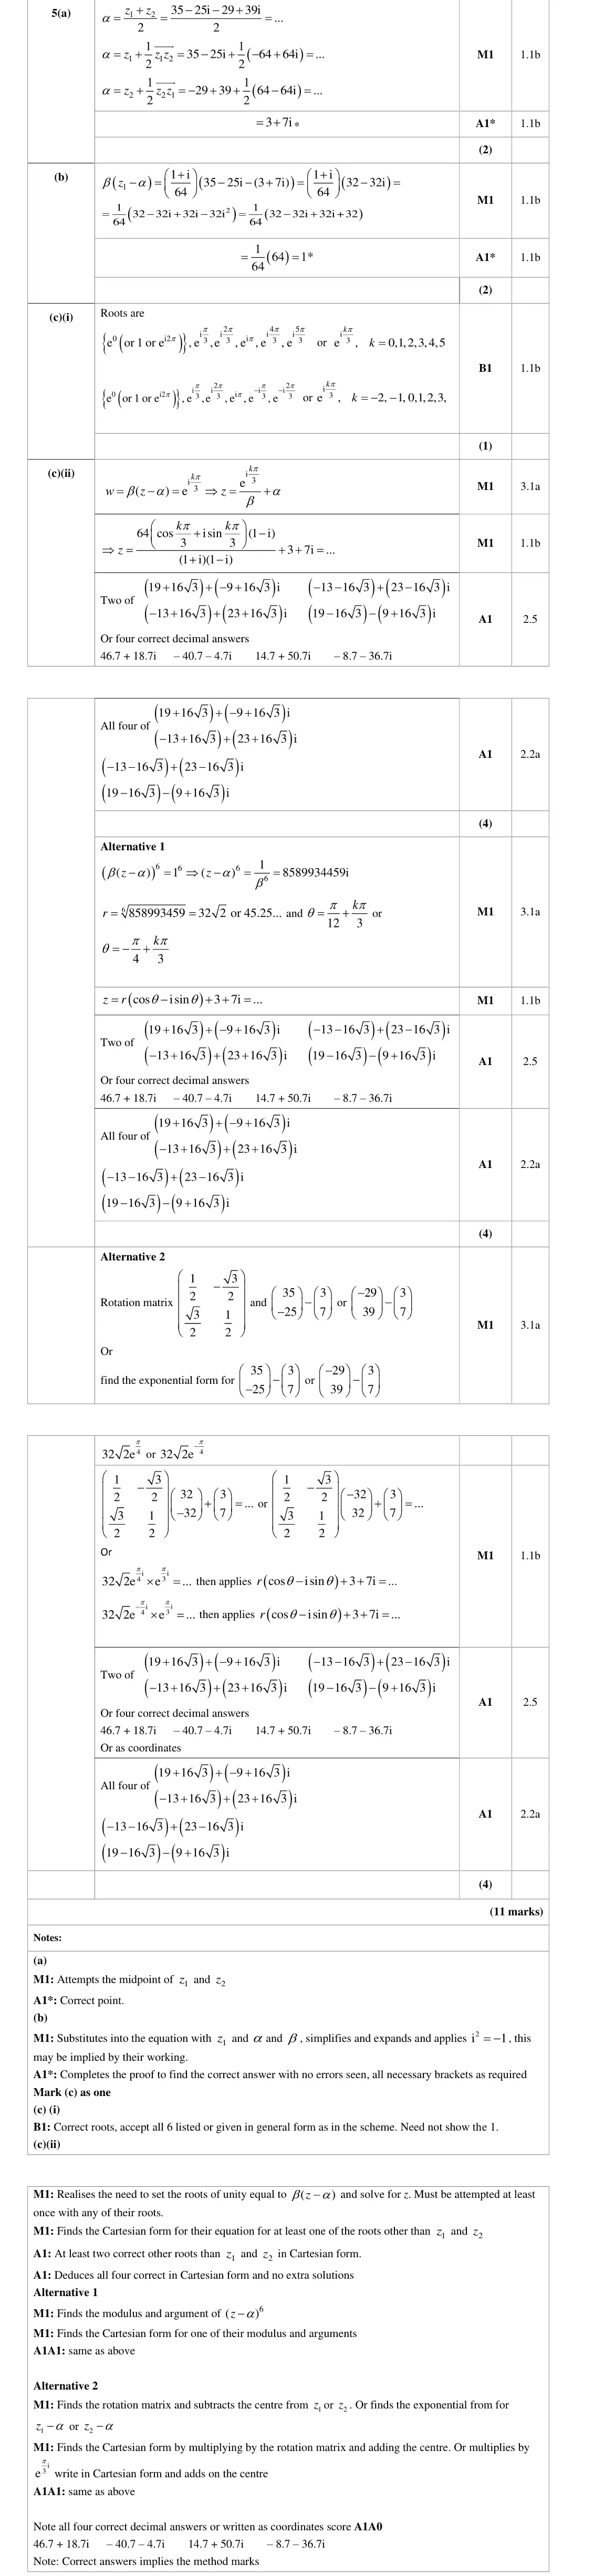 5(a)
α = (z₁ + z₂)/2 = (35 − 25i − 29 + 39i)/2 = ...
α = z₁ + ½ z₁z₂⃗ = 35 − 25i + ½(−64 + 64i) = ...
α = z₂ + ½ z₂z₁⃗ = −29 + 39 + ½(64 − 64i) = ...
M1 1.1b
= 3 + 7i *
A1* 1.1b
(2)
(b)
β(z₁ − α) = ((1+i)/64)(35 − 25i − (3 + 7i)) = ((1+i)/64)(32 − 32i) =
= 1/64 (32 − 32i + 32i − 32i²) = 1/64 (32 − 32i + 32i + 32)
M1 1.1b
= 1/64 (64) = 1*
A1* 1.1b
(2)
(c)(i)
Roots are
{e⁰ (or 1 or e^(i2π))}, e^(iπ/3), e^(i2π/3), e^(iπ), e^(i4π/3), e^(i5π/3) or e^(ikπ/3), k = 0,1,2,3,4,5
{e⁰ (or 1 or e^(i2π))}, e^(iπ/3), e^(i2π/3), e^(iπ), e^(−iπ/3), e^(−i2π/3) or e^(ikπ/3), k = −2,−1,0,1,2,3,
B1 1.1b
(1)
(c)(ii)
w = β(z − α) = e^(ikπ/3) ⇒ z = e^(ikπ/3)/β + α
M1 3.1a
⇒ z = 64(cos kπ/3 + i sin kπ/3)(1 − i)/((1+i)(1−i)) + 3 + 7i = ...
M1 1.1b
Two of (19+16√3)+(−9+16√3)i (−13−16√3)+(23−16√3)i
(−13+16√3)+(23+16√3)i (19−16√3)−(9+16√3)i
Or four correct decimal answers
46.7 + 18.7i – 40.7 – 4.7i 14.7 + 50.7i – 8.7 – 36.7i
A1 2.5
All four of (19+16√3)+(−9+16√3)i
(−13+16√3)+(23+16√3)i
(−13−16√3)+(23−16√3)i
(19−16√3)−(9+16√3)i
A1 2.2a
(4)
Alternative 1
(β(z − α))⁶ = 1⁶ ⇒ (z − α)⁶ = 1/β⁶ = 8589934459i
r = ⁶√858993459 = 32√2 or 45.25... and θ = π/12 + kπ/3 or
θ = −π/4 + kπ/3
M1 3.1a
z = r(cosθ − i sinθ) + 3 + 7i = ...
M1 1.1b
Two of (19+16√3)+(−9+16√3)i (−13−16√3)+(23−16√3)i
(−13+16√3)+(23+16√3)i (19−16√3)−(9+16√3)i
Or four correct decimal answers
46.7 + 18.7i – 40.7 – 4.7i 14.7 + 50.7i – 8.7 – 36.7i
A1 2.5
All four of (19+16√3)+(−9+16√3)i
(−13+16√3)+(23+16√3)i
(−13−16√3)+(23−16√3)i
(19−16√3)−(9+16√3)i
A1 2.2a
(4)
Alternative 2
Rotation matrix (1/2 −√3/2; √3/2 1/2) and (35; −25) − (3; 7) or (−29; 39) − (3; 7)
Or
find the exponential form for (35; −25) − (3; 7) or (−29; 39) − (3; 7)
M1 3.1a
32√2e^(π/4) or 32√2e^(−π/4)
(1/2 −√3/2; √3/2 1/2)(32; −32) + (3; 7) = ... or (1/2 −√3/2; √3/2 1/2)(−32; 32) + (3; 7) = ...
Or
32√2e^(π/4 i) × e^(π/3 i) = ... then applies r(cosθ − i sinθ) + 3 + 7i = ...
32√2e^(−π/4 i) × e^(π/3 i) = ... then applies r(cosθ − i sinθ) + 3 + 7i = ...
M1 1.1b
Two of (19+16√3)+(−9+16√3)i (−13−16√3)+(23−16√3)i
(−13+16√3)+(23+16√3)i (19−16√3)−(9+16√3)i
Or four correct decimal answers
46.7 + 18.7i – 40.7 – 4.7i 14.7 + 50.7i – 8.7 – 36.7i
Or as coordinates
A1 2.5
All four of (19+16√3)+(−9+16√3)i
(−13+16√3)+(23+16√3)i
(−13−16√3)+(23−16√3)i
(19−16√3)−(9+16√3)i
A1 2.2a
(4)
(11 marks)
Notes:
(a)
M1: Attempts the midpoint of z₁ and z₂
A1*: Correct point.
(b)
M1: Substitutes into the equation with z₁ and α and β, simplifies and expands and applies i² = −1, this
may be implied by their working.
A1*: Completes the proof to find the correct answer with no errors seen, all necessary brackets as required
Mark (c) as one
(c) (i)
B1: Correct roots, accept all 6 listed or given in general form as in the scheme. Need not show the 1.
(c)(ii)
M1: Realises the need to set the roots of unity equal to β(z − α) and solve for z. Must be attempted at least
once with any of their roots.
M1: Finds the Cartesian form for their equation for at least one of the roots other than z₁ and z₂
A1: At least two correct other roots than z₁ and z₂ in Cartesian form.
A1: Deduces all four correct in Cartesian form and no extra solutions
Alternative 1
M1: Finds the modulus and argument of (z − α)⁶
M1: Finds the Cartesian form for one of their modulus and arguments
A1A1: same as above
Alternative 2
M1: Finds the rotation matrix and subtracts the centre from z₁ or z₂. Or finds the exponential from for
z₁ − α or z₂ − α
M1: Finds the Cartesian form by multiplying by the rotation matrix and adding the centre. Or multiplies by
e^(π/3 i) write in Cartesian form and adds on the centre
A1A1: same as above
Note all four correct decimal answers or written as coordinates score A1A0
46.7 + 18.7i – 40.7 – 4.7i 14.7 + 50.7i – 8.7 – 36.7i
Note: Correct answers implies the method marks